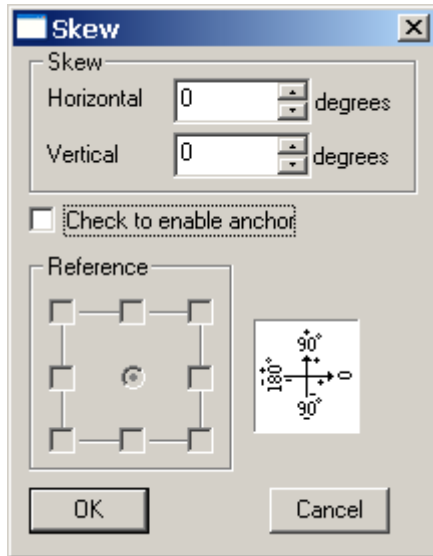 Skew
Skew
Horizontal 0 degrees
Vertical 0 degrees
Check to enable anchor
Reference
90°
±180° 0
90°
OK Cancel